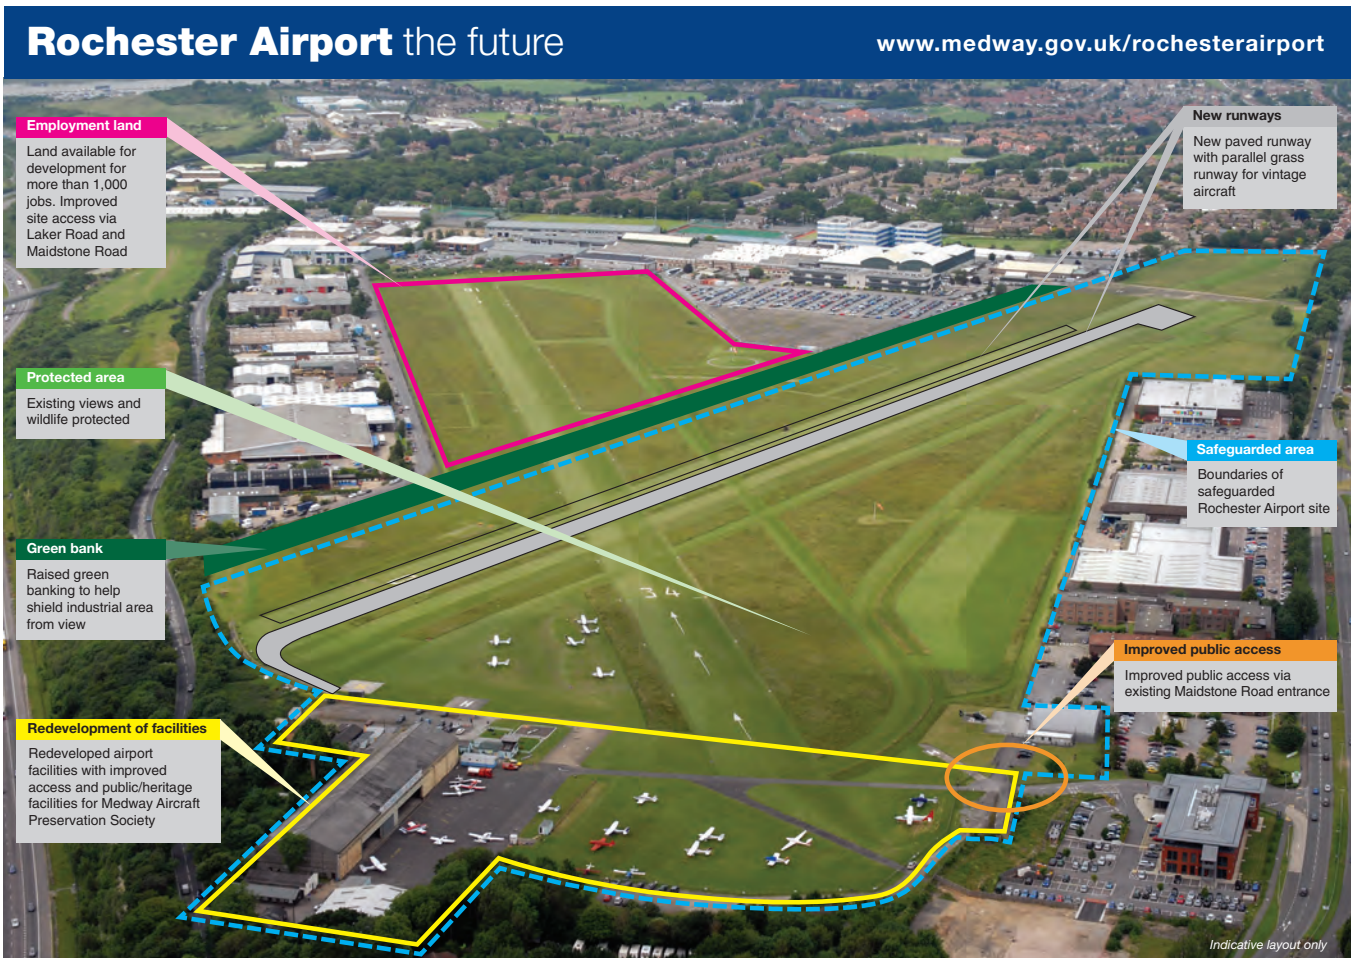 Rochester Airport the future
www.medway.gov.uk/rochesterairport
Employment land
Land available for
development for
more than 1,000
jobs. Improved
site access via
Laker Road and
Maidstone Road
New runways
New paved runway
with parallel grass
runway for vintage
aircraft
Protected area
Existing views and
wildlife protected
Safeguarded area
Boundaries of
safeguarded
Rochester Airport site
Green bank
Raised green
banking to help
shield industrial area
from view
34
H
Improved public access
Improved public access via
existing Maidstone Road entrance
Redevelopment of facilities
Redeveloped airport
facilities with improved
access and public/heritage
facilities for Medway Aircraft
Preservation Society
Indicative layout only